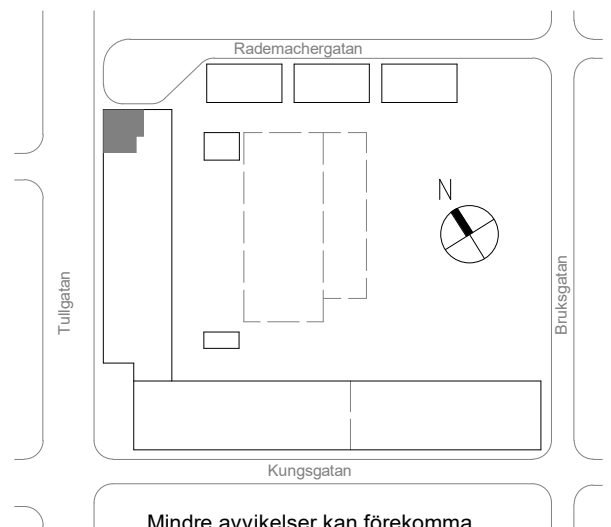 Rademachergatan
N
Tullgatan
Bruksgatan
Kungsgatan
Mindre avvikelser kan förekomma